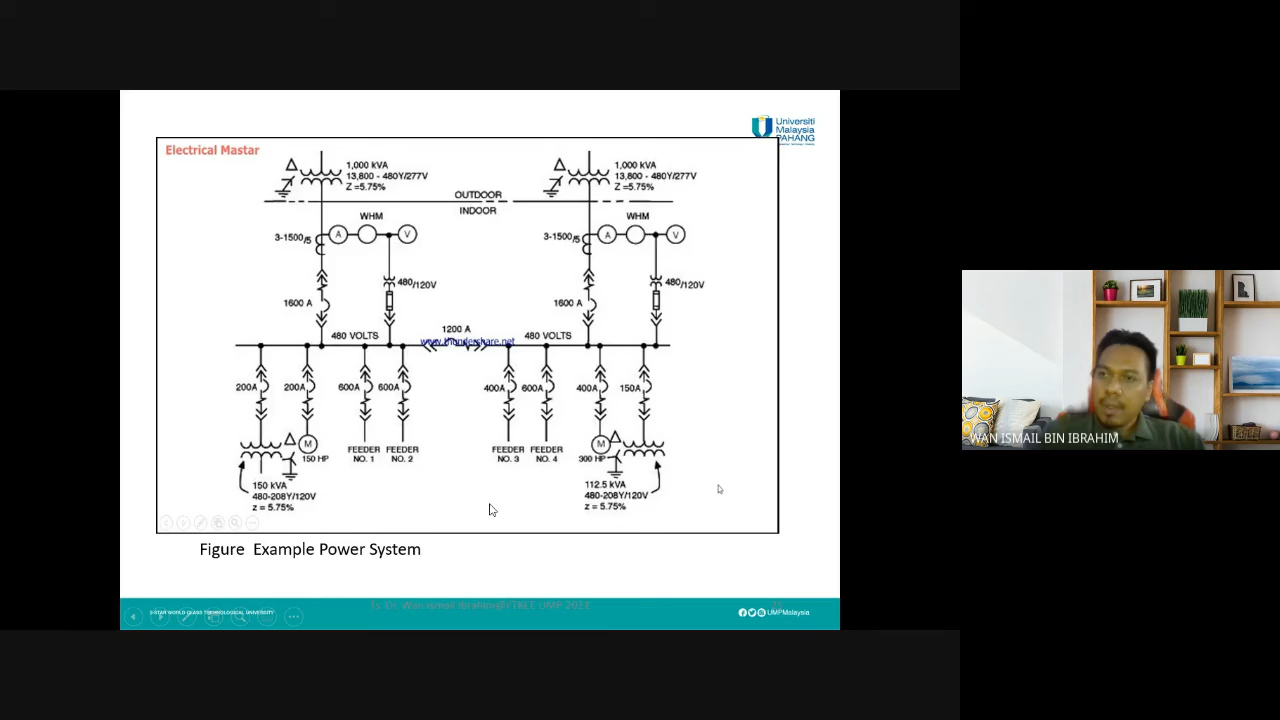 Universiti
Malaysia
PAHANG
Electrical Mastar
1,000 kVA
13,800 - 480Y/277V
Z =5.75%
1,000 kVA
13,800 - 480Y/277V
Z =5.75%
OUTDOOR
INDOOR
WHM
WHM
3-1500/5
A
V
3-1500/5
A
V
480/120V
480/120V
1600 A
1600 A
1200 A
480 VOLTS
480 VOLTS
www.thundershare.net
200A
200A
600A
600A
400A
600A
400A
150A
M
150 HP
FEEDER
NO. 1
FEEDER
NO. 2
FEEDER
NO. 3
FEEDER
NO. 4
M
300 HP
150 kVA
480-208Y/120V
z = 5.75%
112.5 kVA
480-208Y/120V
z = 5.75%
Figure Example Power System
5-STAR WORLD CLASS TECHNOLOGICAL UNIVERSITY
Ts. Dr. Wan Ismail Ibrahim@FTKEE UMP 2021
UMPMalaysia
WAN ISMAIL BIN IBRAHIM